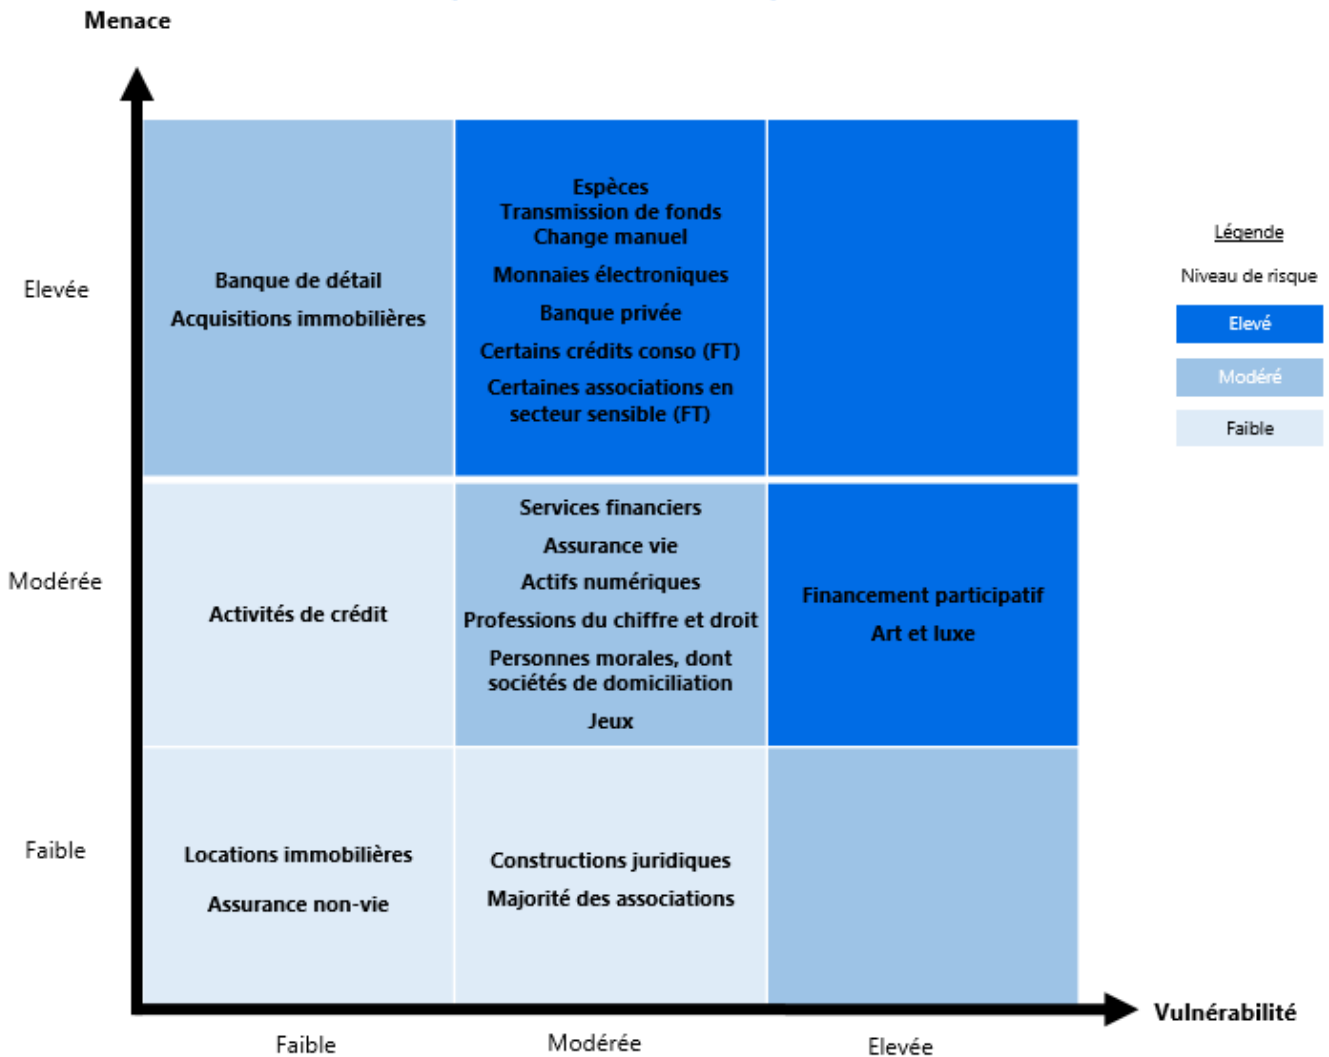 Menace
Elevée
Banque de détail
Acquisitions immobilières
Espèces
Transmission de fonds
Change manuel
Monnaies électroniques
Banque privée
Certains crédits conso (FT)
Certaines associations en
secteur sensible (FT)
Légende
Niveau de risque
Elevé
Modéré
Faible
Modérée
Activités de crédit
Services financiers
Assurance vie
Actifs numériques
Professions du chiffre et droit
Personnes morales, dont
sociétés de domiciliation
Jeux
Financement participatif
Art et luxe
Faible
Locations immobilières
Assurance non-vie
Constructions juridiques
Majorité des associations
Vulnérabilité
Faible
Modérée
Elevée